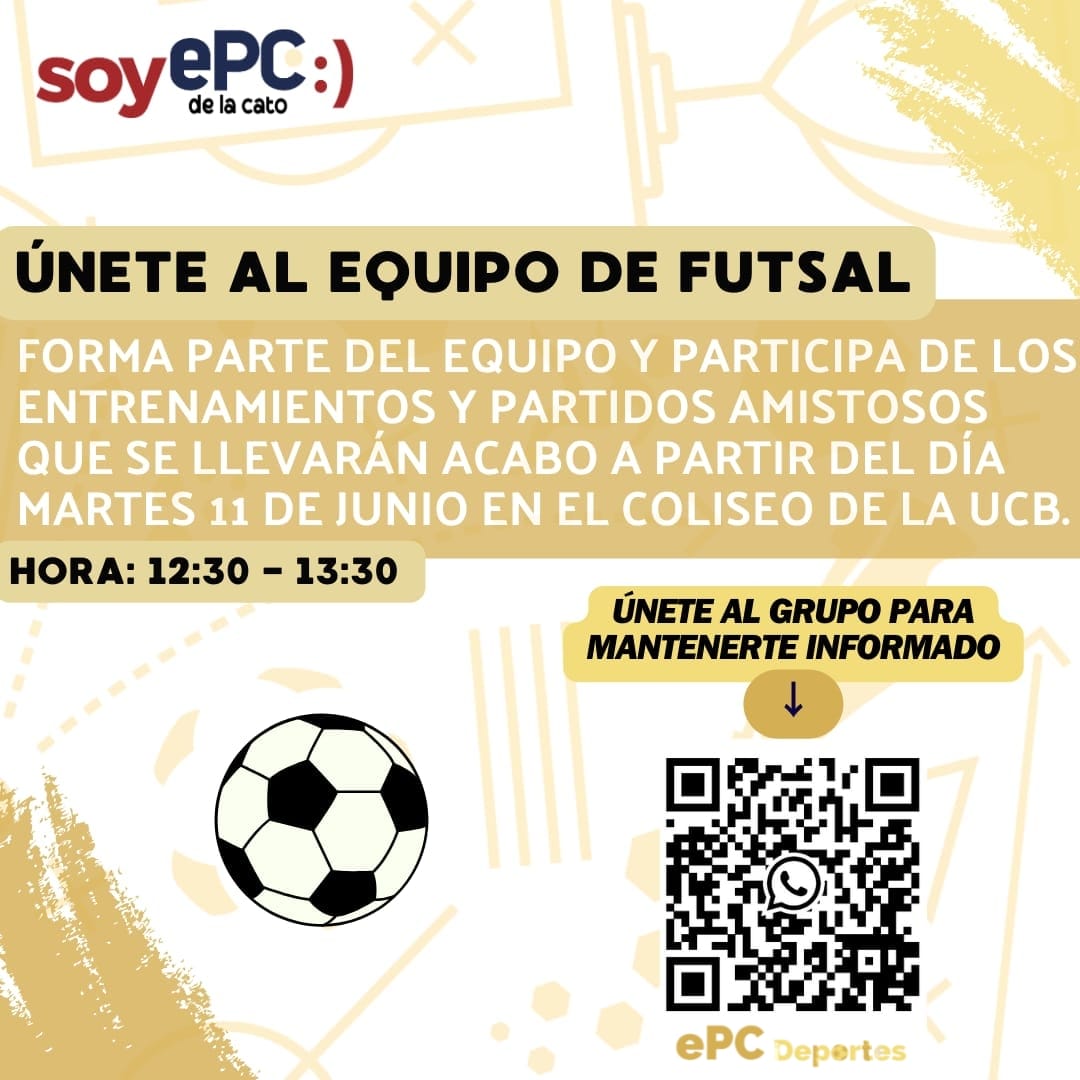 soy ePC :)
de la cato
ÚNETE AL EQUIPO DE FUTSAL
FORMA PARTE DEL EQUIPO Y PARTICIPA DE LOS
ENTRENAMIENTOS Y PARTIDOS AMISTOSOS
QUE SE LLEVARÁN ACABO A PARTIR DEL DÍA
MARTES 11 DE JUNIO EN EL COLISEO DE LA UCB.
HORA: 12:30 - 13:30
ÚNETE AL GRUPO PARA
MANTENERTE INFORMADO
↓
ePC Deportes